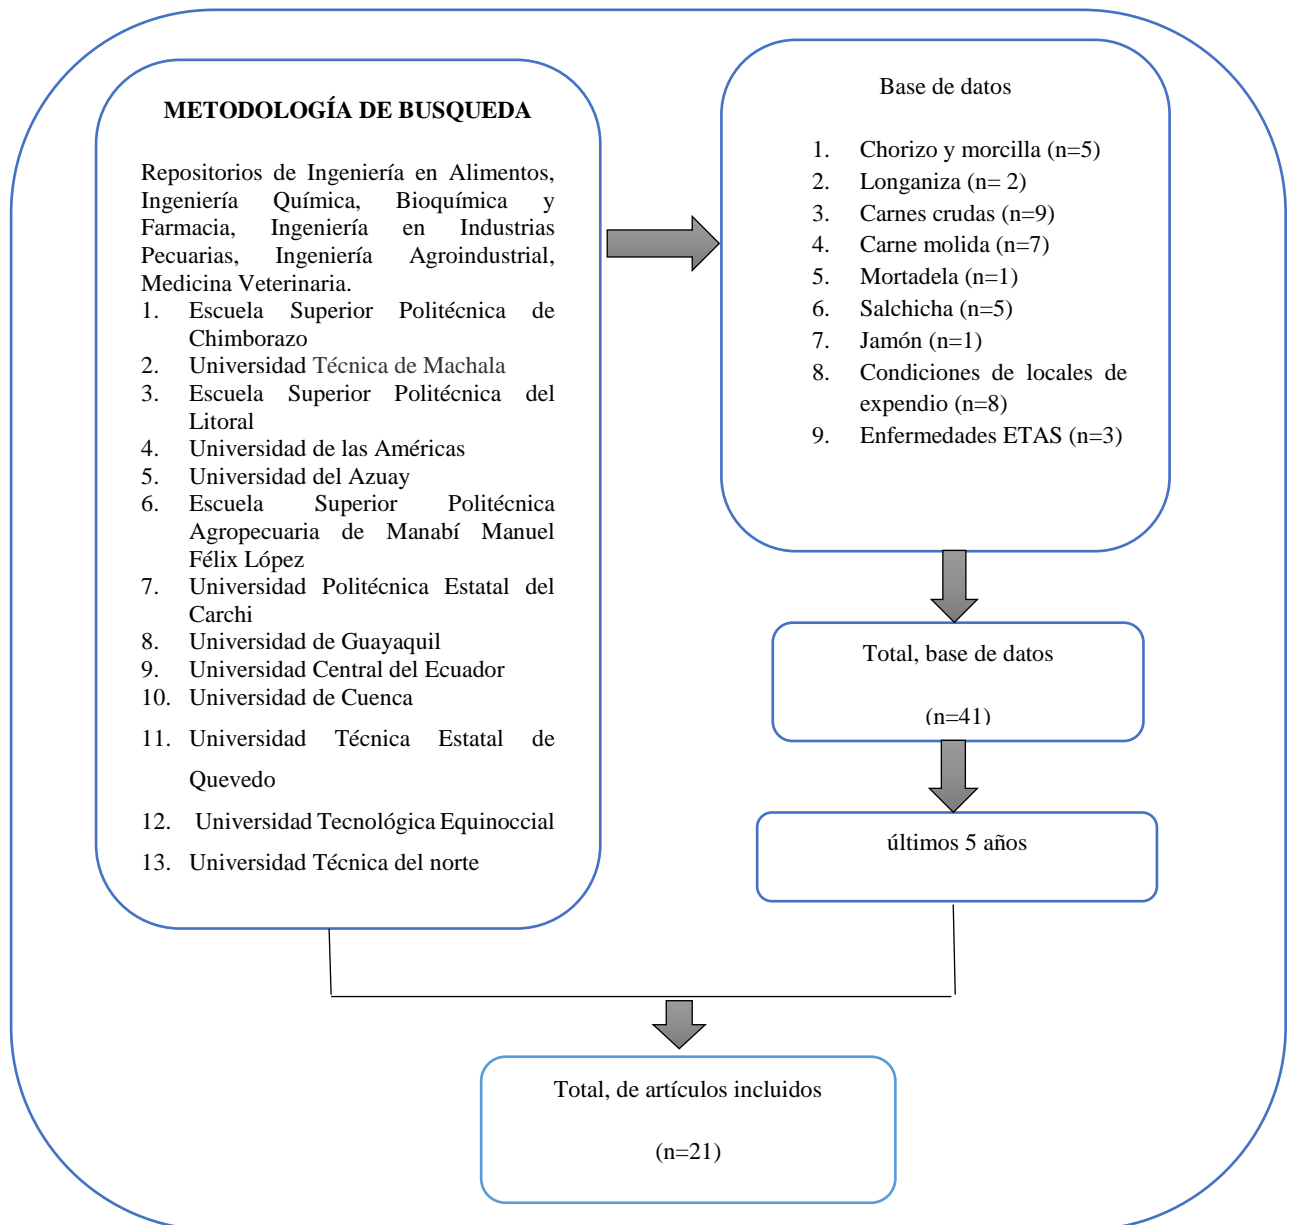 METODOLOGÍA DE BUSQUEDA
Repositorios de Ingeniería en Alimentos,
Ingeniería Química, Bioquímica y
Farmacia, Ingeniería en Industrias
Pecuarias, Ingeniería Agroindustrial,
Medicina Veterinaria.
1. Escuela Superior Politécnica de
Chimborazo
2. Universidad Técnica de Machala
3. Escuela Superior Politécnica del
Litoral
4. Universidad de las Américas
5. Universidad del Azuay
6. Escuela Superior Politécnica
Agropecuaria de Manabí Manuel
Félix López
7. Universidad Politécnica Estatal del
Carchi
8. Universidad de Guayaquil
9. Universidad Central del Ecuador
10. Universidad de Cuenca
11. Universidad Técnica Estatal de
Quevedo
12. Universidad Tecnológica Equinoccial
13. Universidad Técnica del norte
Base de datos
1. Chorizo y morcilla (n=5)
2. Longaniza (n= 2)
3. Carnes crudas (n=9)
4. Carne molida (n=7)
5. Mortadela (n=1)
6. Salchicha (n=5)
7. Jamón (n=1)
8. Condiciones de locales de
expendio (n=8)
9. Enfermedades ETAS (n=3)
Total, base de datos
(n=41)
últimos 5 años
Total, de artículos incluidos
(n=21)